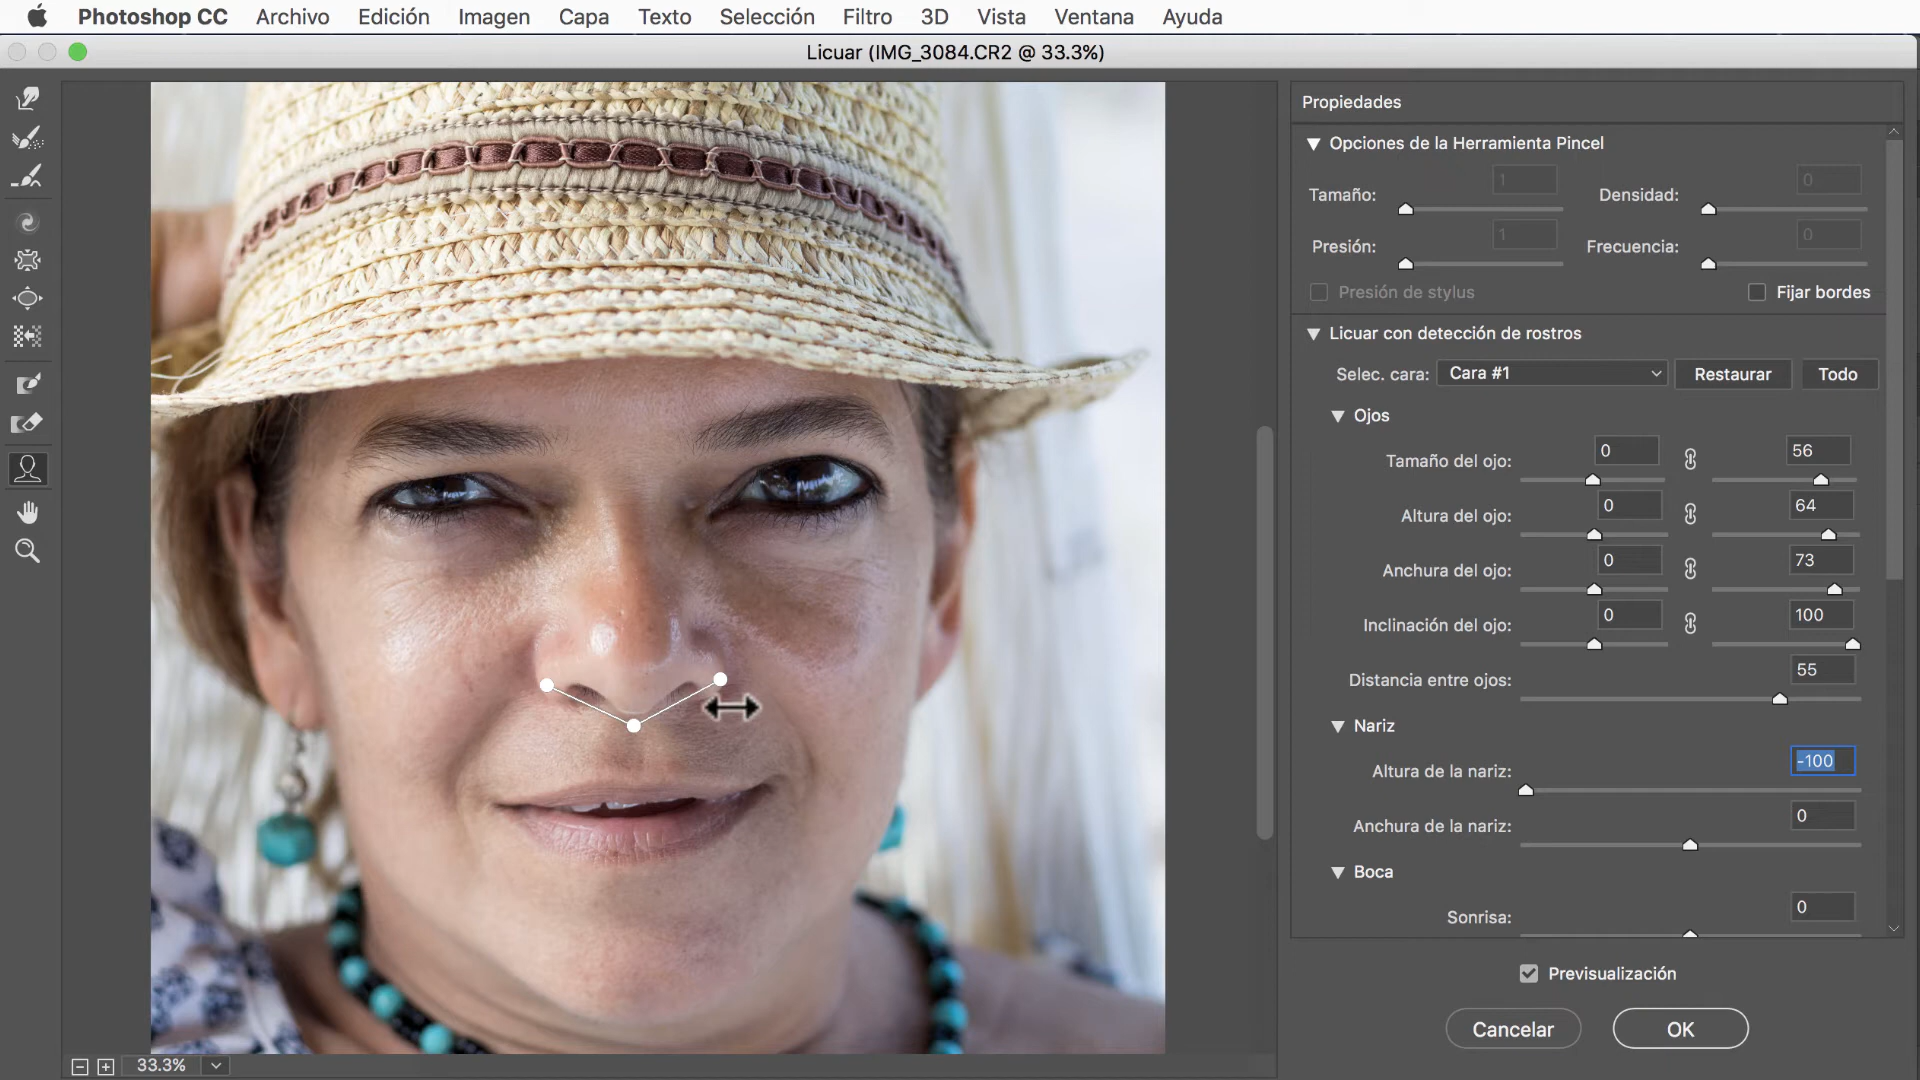 Photoshop CC Archivo Edición Imagen Capa Texto Selección Filtro 3D Vista Ventana Ayuda
Licuar (IMG_3084.CR2 @ 33.3%)
Propiedades
Opciones de la Herramienta Pincel
Tamaño: 1 Densidad: 0
Presión: 1 Frecuencia: 0
Presión de stylus Fijar bordes
Licuar con detección de rostros
Selec. cara: Cara #1 Restaurar Todo
Ojos
Tamaño del ojo: 0 56
Altura del ojo: 0 64
Anchura del ojo: 0 73
Inclinación del ojo: 0 100
Distancia entre ojos: 55
Nariz
Altura de la nariz: -100
Anchura de la nariz: 0
Boca
Sonrisa: 0
Previsualización
Cancelar OK
33.3%